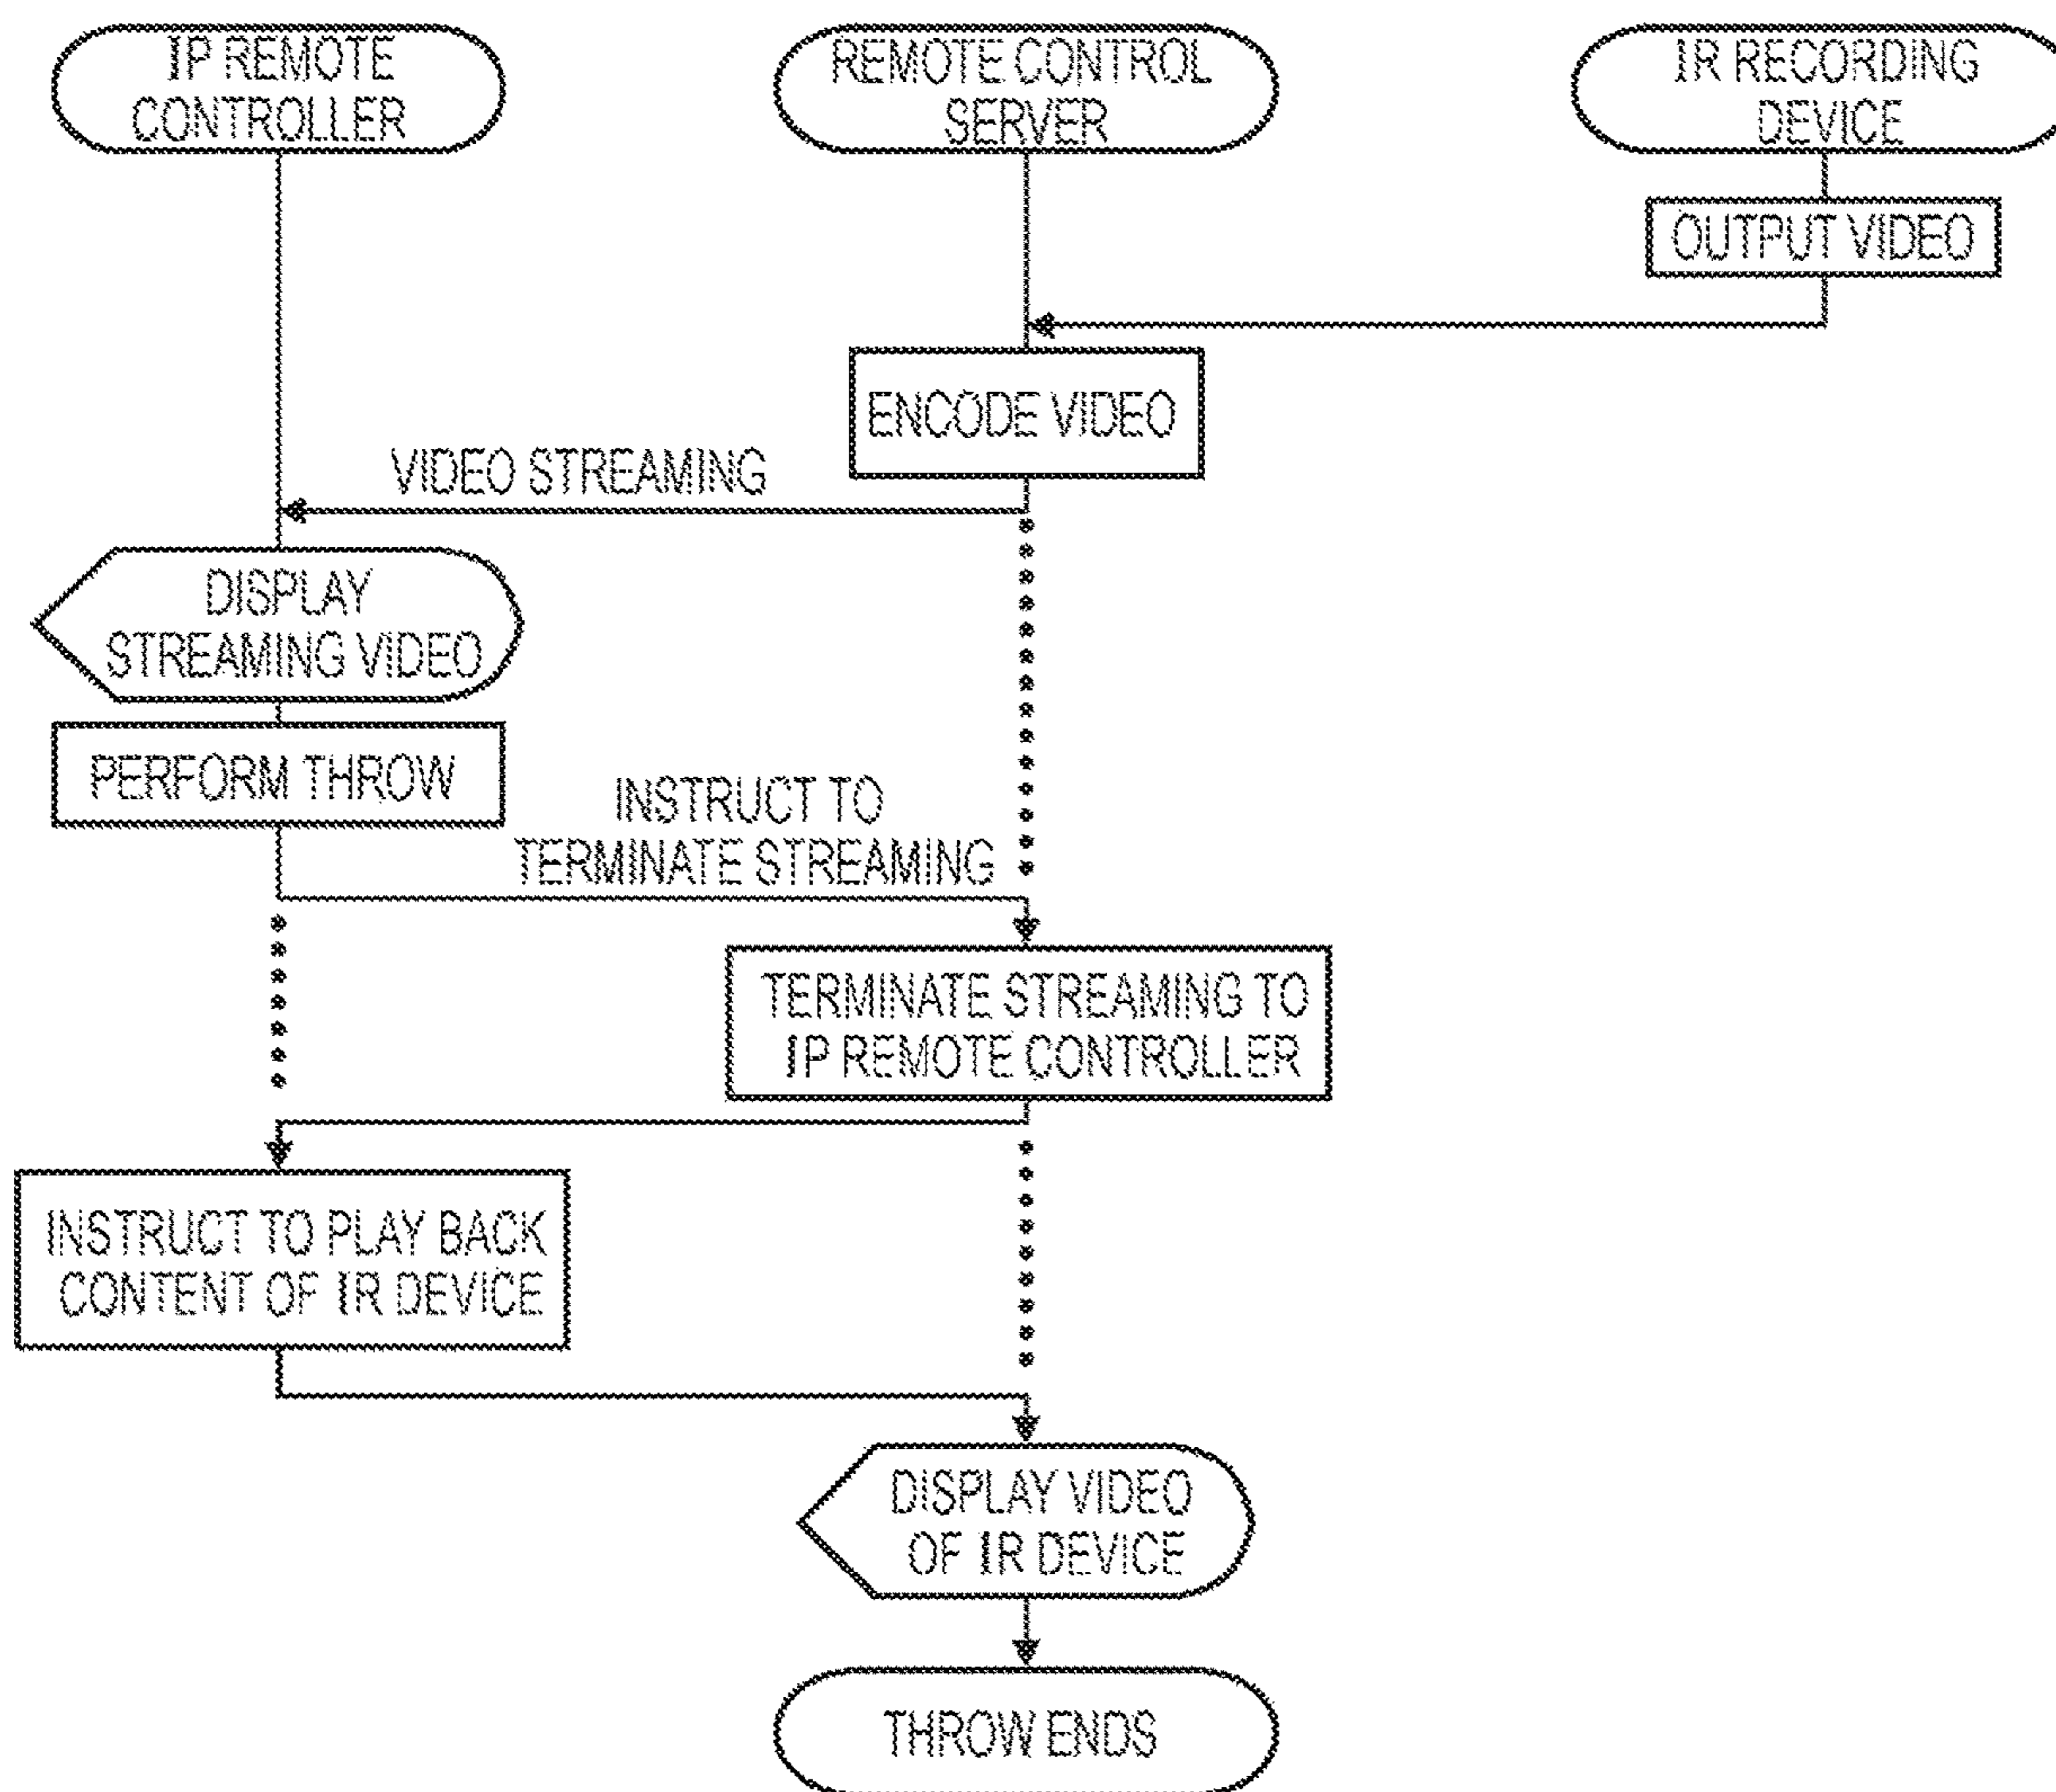 IP REMOTE
CONTROLLER
REMOTE CONTROL
SERVER
IR RECORDING
DEVICE
OUTPUT VIDEO
ENCODE VIDEO
VIDEO STREAMING
DISPLAY
STREAMING VIDEO
PERFORM THROW
INSTRUCT TO
TERMINATE STREAMING
TERMINATE STREAMING TO
IP REMOTE CONTROLLER
INSTRUCT TO PLAY BACK
CONTENT OF IR DEVICE
DISPLAY VIDEO
OF IR DEVICE
THROW ENDS